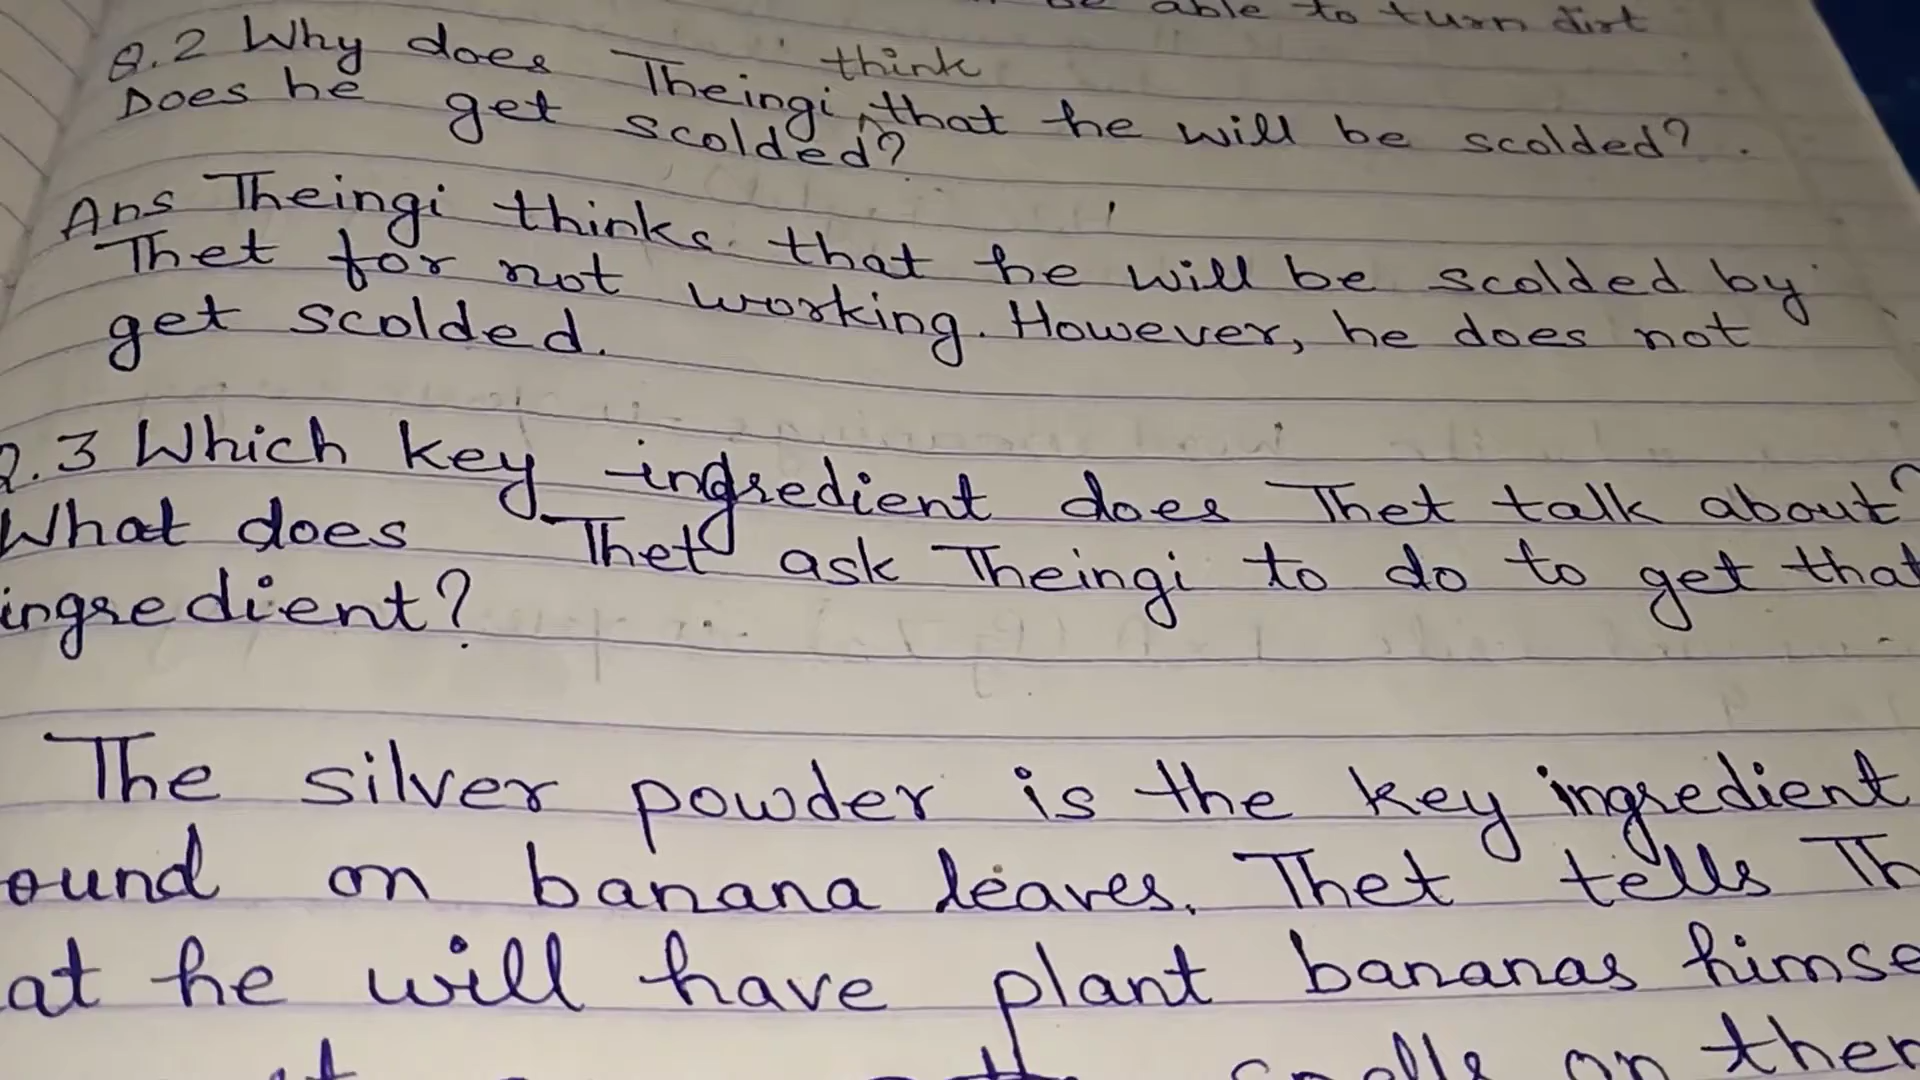 be able to turn dirt
Q.2 Why does Theingi think that he will be scolded?
Does he get scolded?
Ans Theingi thinks that he will be scolded by
Thet for not working. However, he does not
get scolded.
Q.3 Which key ingredient does Thet talk about?
What does Thet ask Theingi to do to get that
ingredient?
The silver powder is the key ingredient
ound on banana leaves. Thet tells Th
at he will have plant bananas himse
spells on them